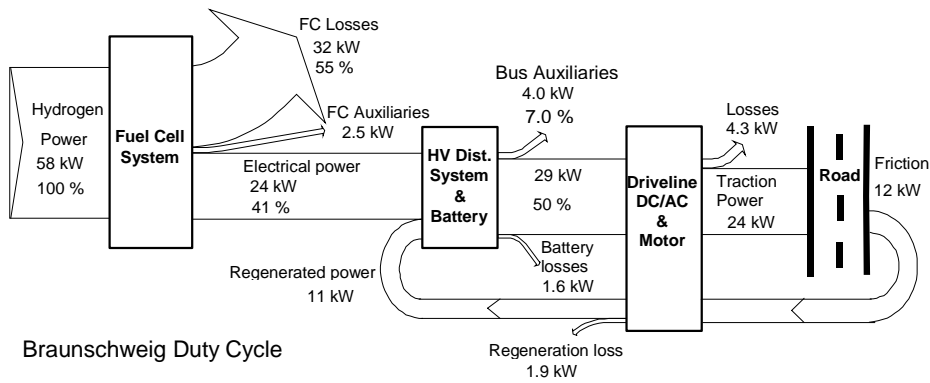 FC Losses
32 kW
55 %
Hydrogen
Power
58 kW
100 %
Fuel Cell
System
FC Auxiliaries
2.5 kW
Electrical power
24 kW
41 %
Bus Auxiliaries
4.0 kW
7.0 %
HV Dist.
System
&
Battery
29 kW
50 %
Battery
losses
1.6 kW
Losses
4.3 kW
Driveline
DC/AC
&
Motor
Traction
Power
24 kW
Road
Friction
12 kW
Regenerated power
11 kW
Regeneration loss
1.9 kW
Braunschweig Duty Cycle